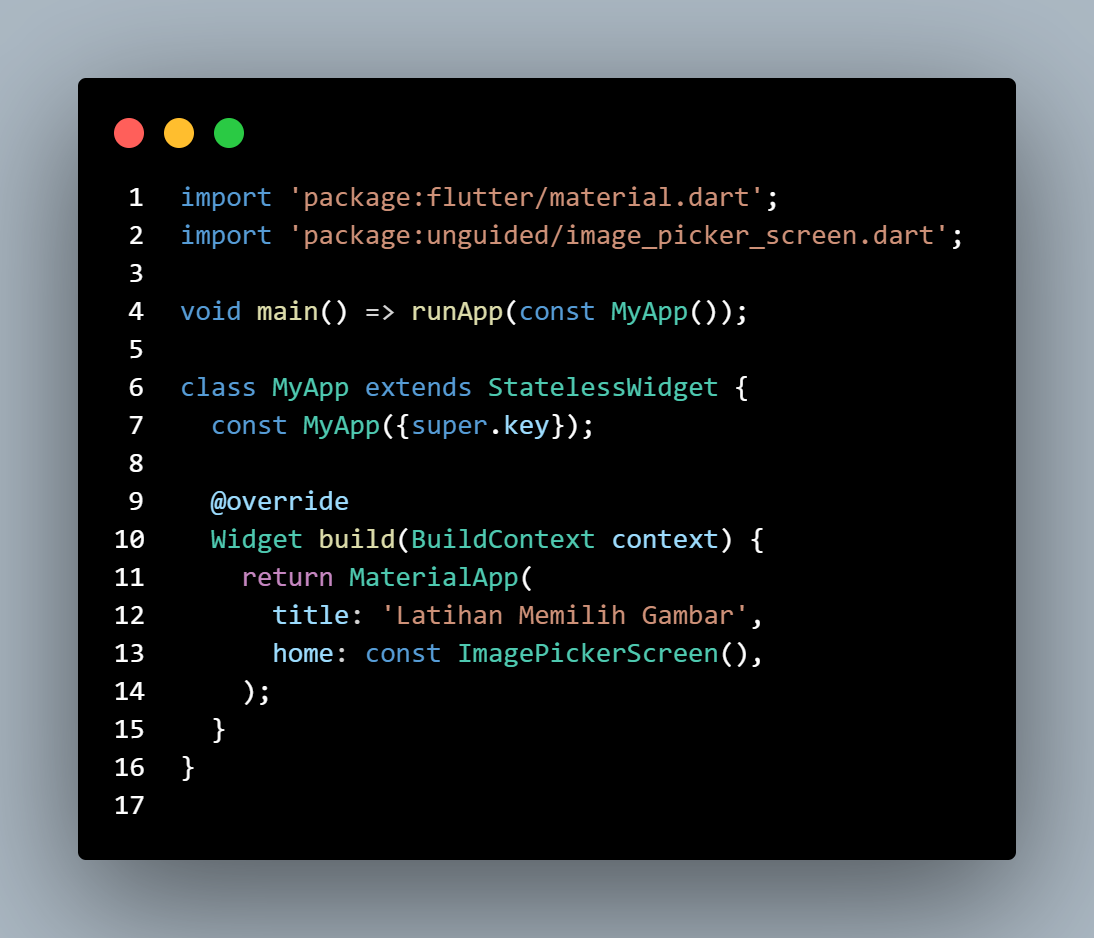 1 import 'package:flutter/material.dart';
2 import 'package:unguided/image_picker_screen.dart';
3
4 void main() => runApp(const MyApp());
5
6 class MyApp extends StatelessWidget {
7   const MyApp({super.key});
8
9   @override
10   Widget build(BuildContext context) {
11     return MaterialApp(
12       title: 'Latihan Memilih Gambar',
13       home: const ImagePickerScreen(),
14     );
15   }
16 }
17